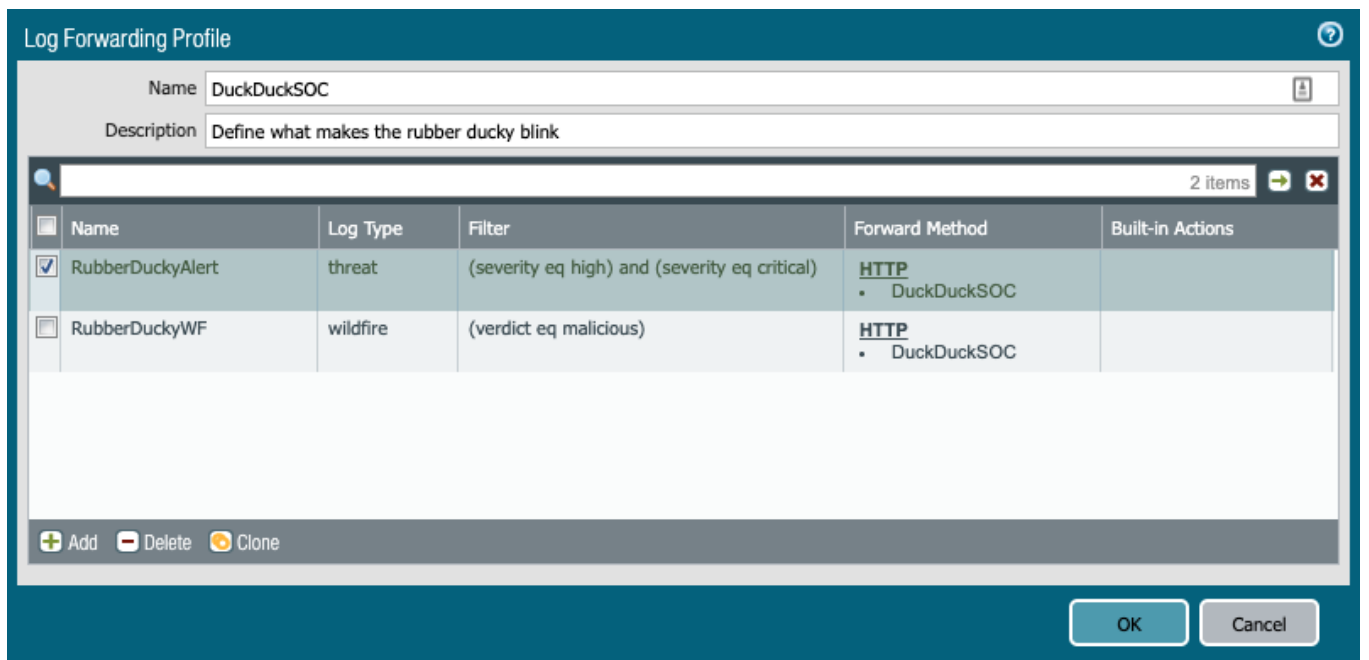 Log Forwarding Profile
Name DuckDuckSOC
Description Define what makes the rubber ducky blink
2 items
Name Log Type Filter Forward Method Built-in Actions
RubberDuckyAlert threat (severity eq high) and (severity eq critical) HTTP
• DuckDuckSOC
RubberDuckyWF wildfire (verdict eq malicious) HTTP
• DuckDuckSOC
Add Delete Clone
OK Cancel